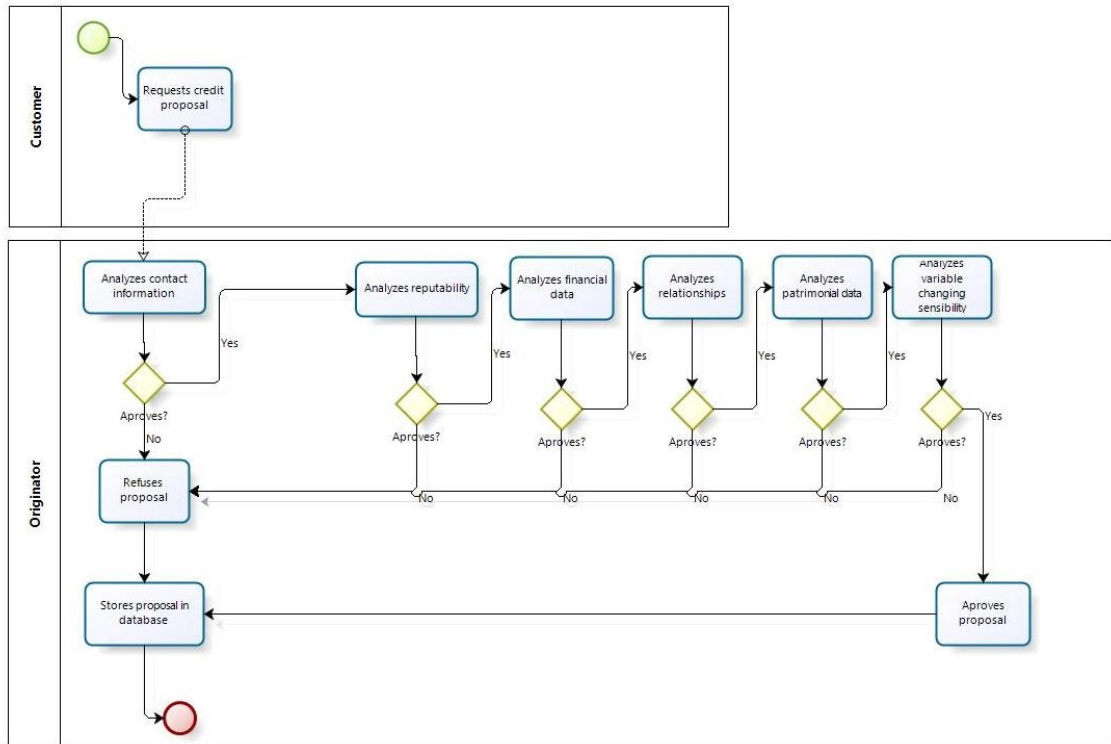 Customer
Requests credit
proposal
Originator
Analyzes contact
information
Analyzes reputability
Analyzes financial
data
Analyzes
relationships
Analyzes
patrimonial data
Analyzes
variable
changing
sensibility
Yes
Yes
Yes
Yes
Yes
Yes
Aproves?
Aproves?
Aproves?
Aproves?
Aproves?
Aproves?
No
Refuses
proposal
No
No
No
No
No
Stores proposal in
database
Aproves
proposal